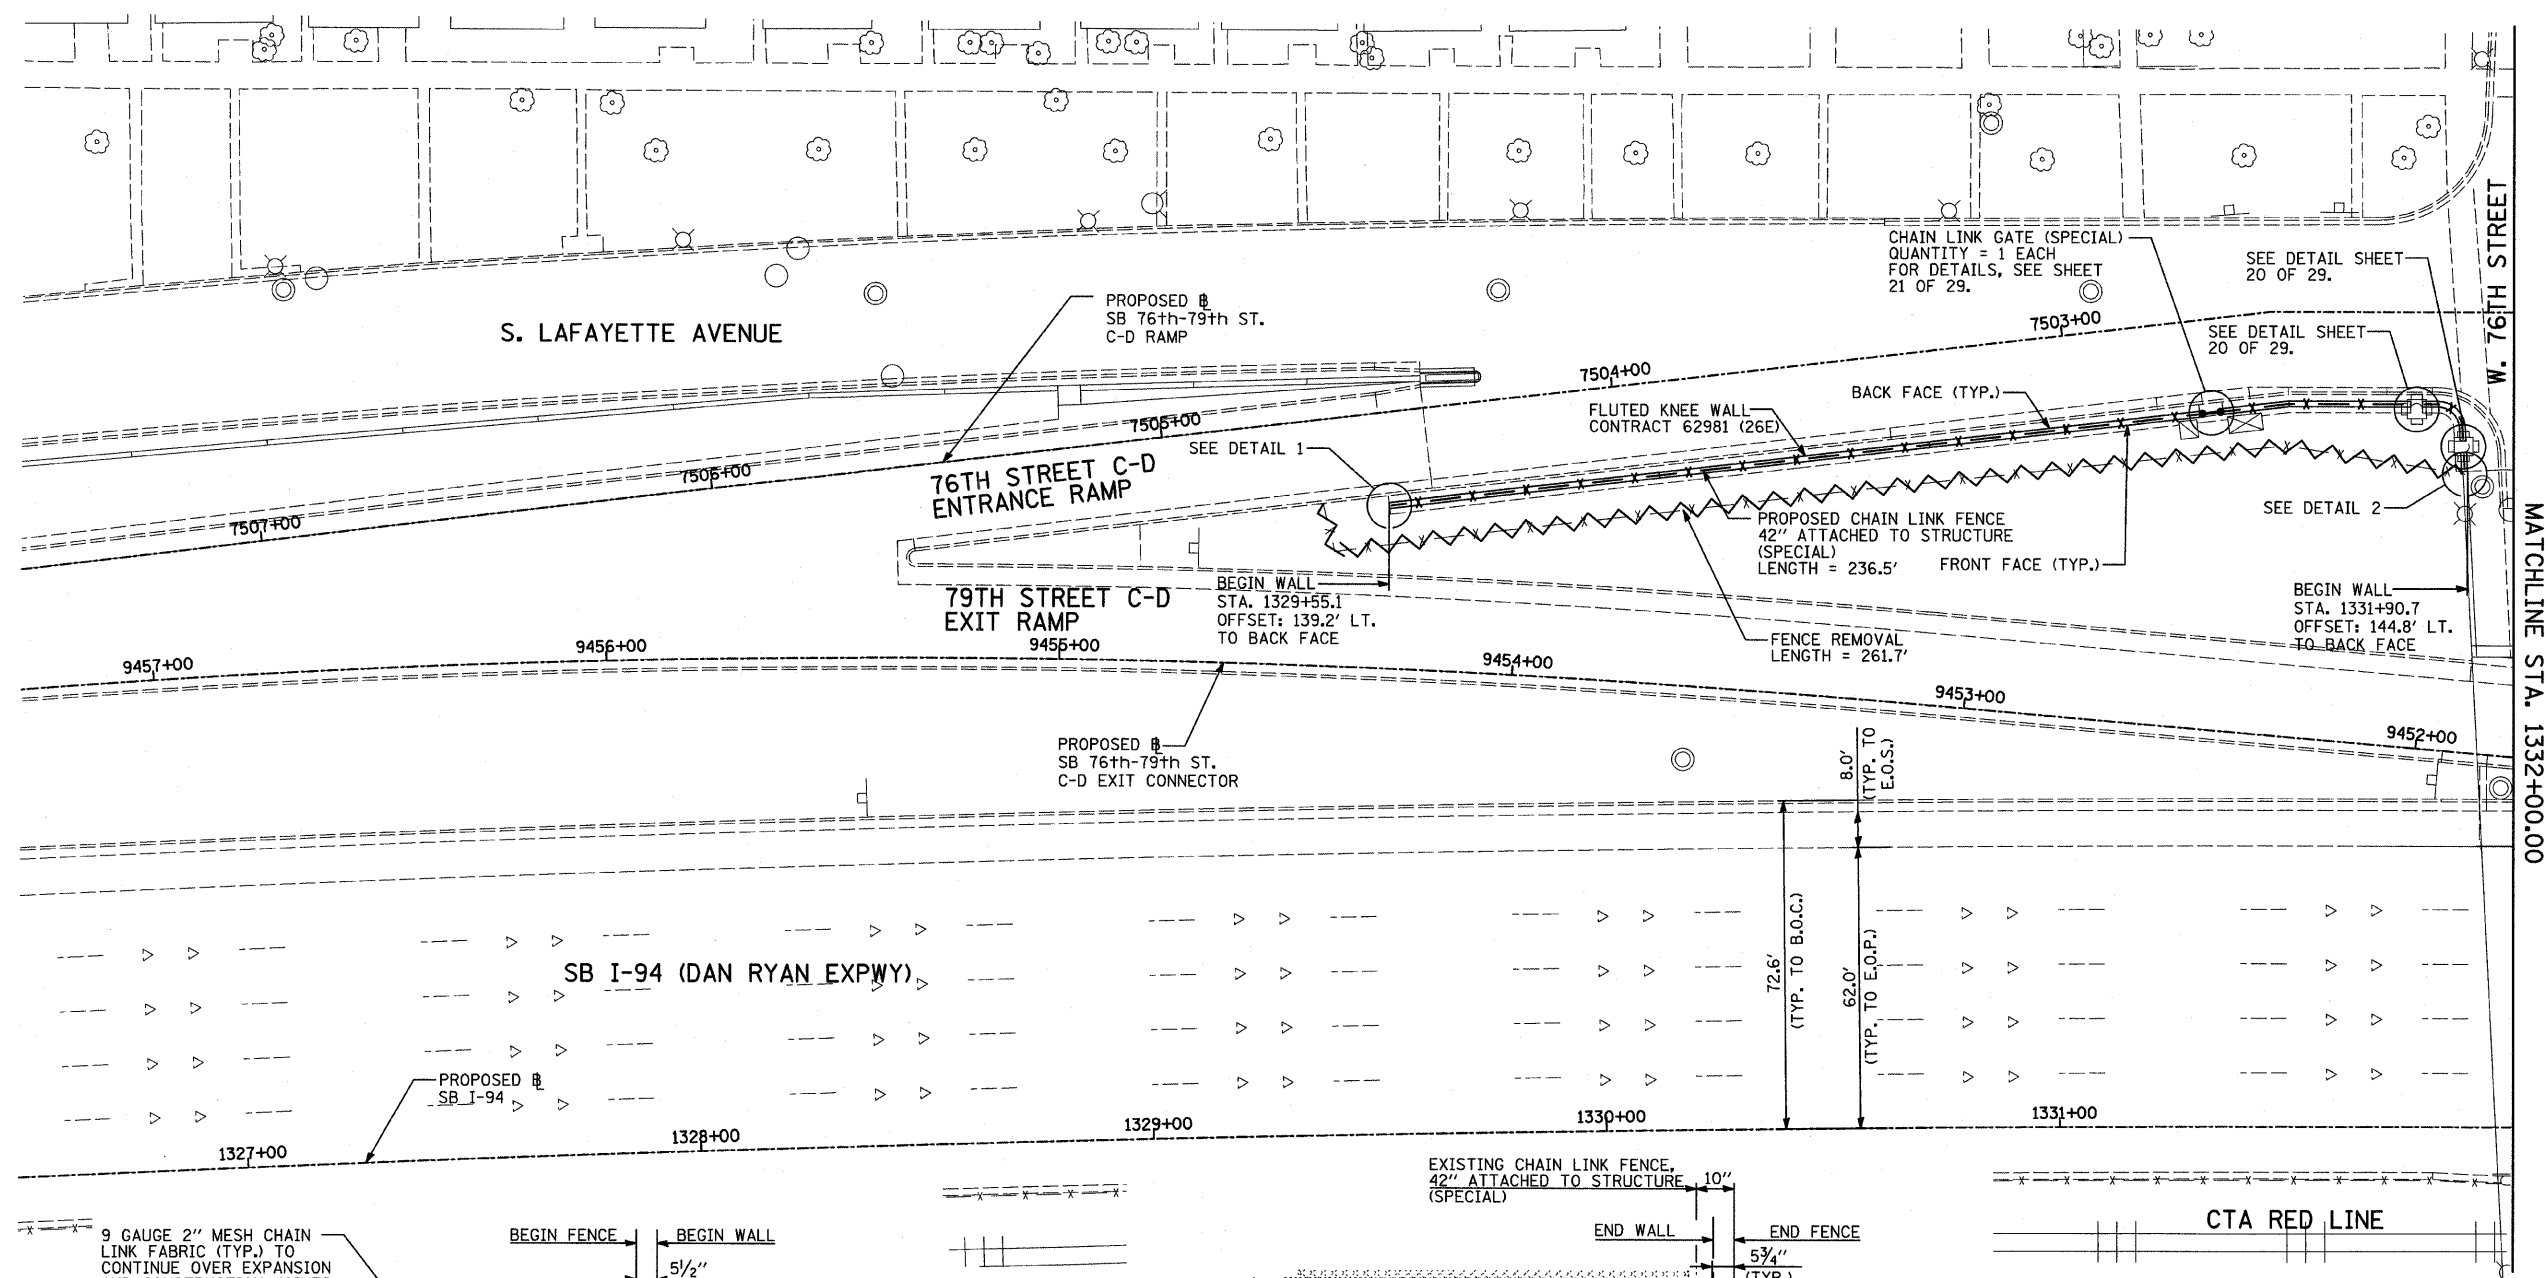 CHAIN LINK GATE (SPECIAL)
QUANTITY = 1 EACH
FOR DETAILS, SEE SHEET
21 OF 29.
SEE DETAIL SHEET
20 OF 29.
W. 76TH STREET
PROPOSED ⅊
SB 76th-79th ST.
C-D RAMP
S. LAFAYETTE AVENUE
7503+00
SEE DETAIL SHEET
20 OF 29.
7504+00
BACK FACE (TYP.)
FLUTED KNEE WALL
CONTRACT 62981 (26E)
7505+00
SEE DETAIL 1
76TH STREET C-D
ENTRANCE RAMP
7506+00
7507+00
SEE DETAIL 2
PROPOSED CHAIN LINK FENCE
42" ATTACHED TO STRUCTURE
(SPECIAL)
LENGTH = 236.5'
FRONT FACE (TYP.)
MATCHLINE STA. 1332+00.00
79TH STREET C-D
EXIT RAMP
BEGIN WALL
STA. 1329+55.1
OFFSET: 139.2' LT.
TO BACK FACE
BEGIN WALL
STA. 1331+90.7
OFFSET: 144.8' LT.
TO BACK FACE
FENCE REMOVAL
LENGTH = 261.7'
9457+00
9456+00
9455+00
9454+00
9453+00
9452+00
PROPOSED ⅊
SB 76th-79th ST.
C-D EXIT CONNECTOR
8.0'
(TYP. TO
E.O.S.)
72.6'
(TYP. TO B.O.C.)
62.0'
(TYP. TO E.O.P.)
SB I-94 (DAN RYAN EXPWY)
PROPOSED ⅊
SB I-94
1327+00
1328+00
1329+00
1330+00
1331+00
EXISTING CHAIN LINK FENCE,
42" ATTACHED TO STRUCTURE
(SPECIAL)
10"
CTA RED LINE
9 GAUGE 2" MESH CHAIN
LINK FABRIC (TYP.) TO
CONTINUE OVER EXPANSION
BEGIN FENCE
BEGIN WALL
5½"
END WALL
END FENCE
5¾"
(TYP.)